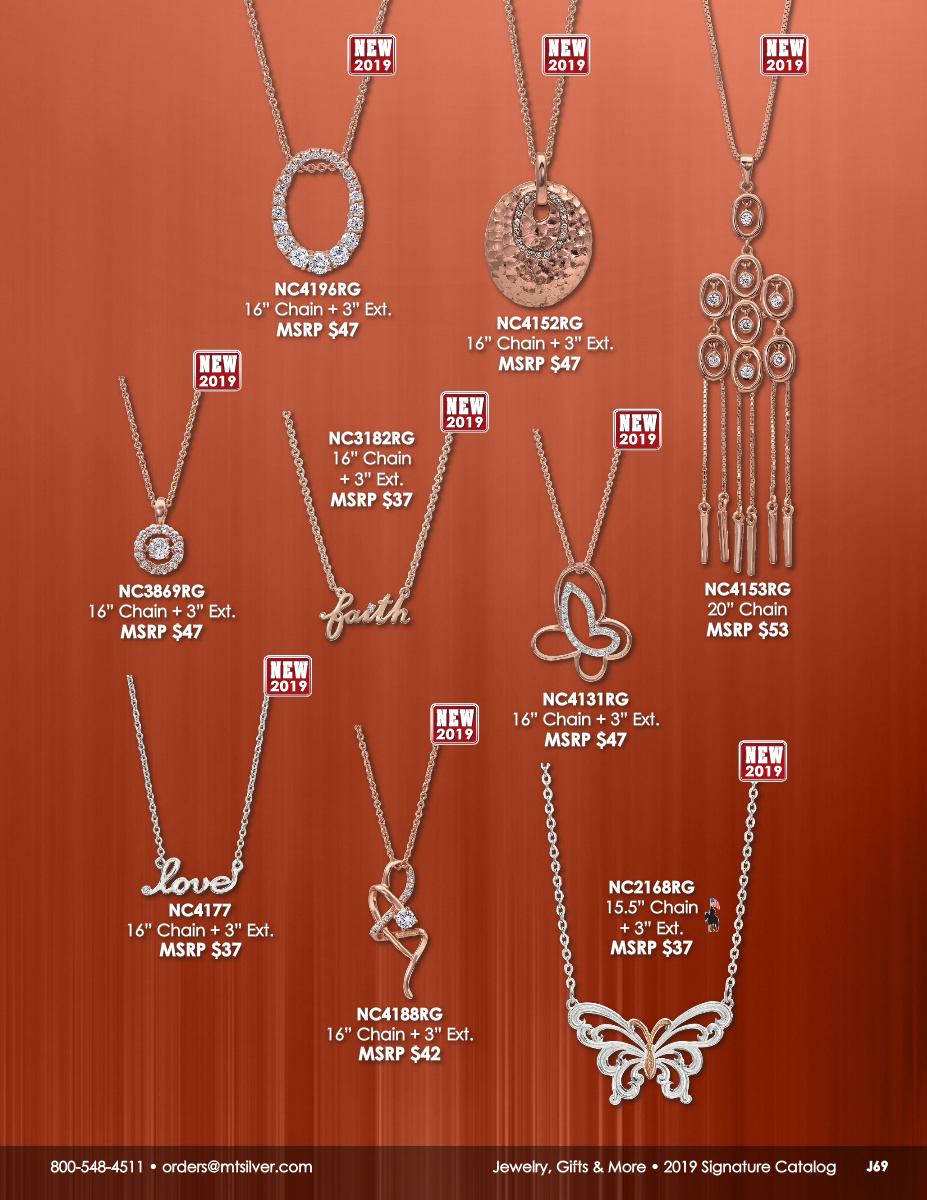 NEW
2019
NEW
2019
NEW
2019
NC4196RG
16” Chain + 3” Ext.
MSRP $47
NC4152RG
16” Chain + 3” Ext.
MSRP $47
NEW
2019
NEW
2019
NEW
2019
NC3182RG
16” Chain
+ 3” Ext.
MSRP $37
NC3869RG
16” Chain + 3” Ext.
MSRP $47
faith
NC4153RG
20” Chain
MSRP $53
NEW
2019
NC4131RG
16” Chain + 3” Ext.
MSRP $47
NEW
2019
NEW
2019
love
NC4177
16” Chain + 3” Ext.
MSRP $37
NC2168RG
15.5” Chain
+ 3” Ext.
MSRP $37
NC4188RG
16” Chain + 3” Ext.
MSRP $42
800-548-4511 • orders@mtsilver.com
Jewelry, Gifts & More • 2019 Signature Catalog J69